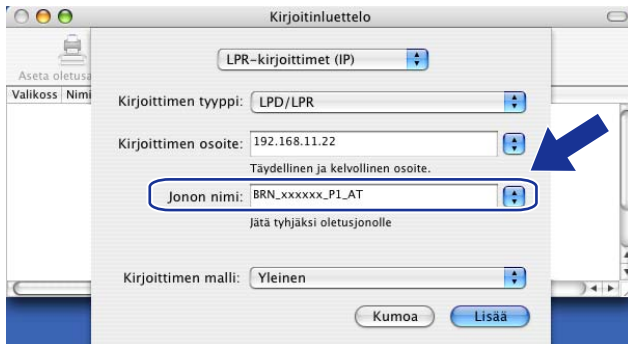 Kirjoitinluettelo
LPR-kirjoittimet (IP)
Aseta oletusa
Valikoss Nimi
Kirjoittimen tyyppi: LPD/LPR
Kirjoittimen osoite: 192.168.11.22
Täydellinen ja kelvollinen osoite.
Jonon nimi: BRN_xxxxxx_P1_AT
Jätä tyhjäksi oletusjonolle
Kirjoittimen malli: Yleinen
Kumoa Lisää